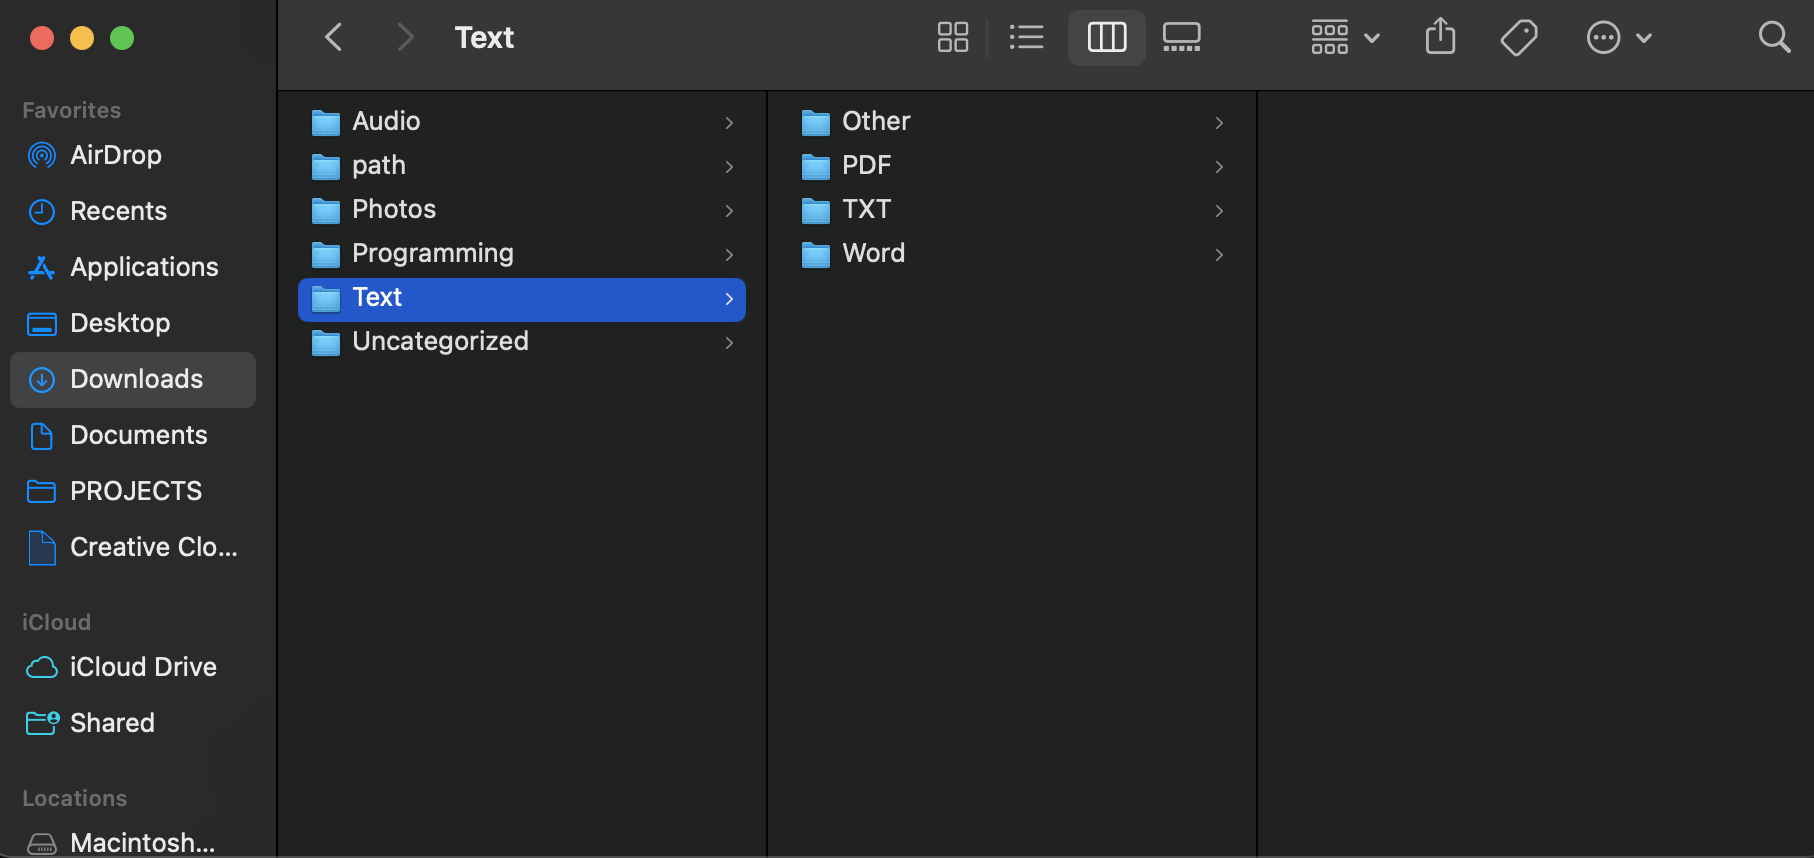 Text
Favorites
AirDrop
Recents
Applications
Desktop
Downloads
Documents
PROJECTS
Creative Clo...
iCloud
iCloud Drive
Shared
Locations
Macintosh...
Audio
path
Photos
Programming
Text
Uncategorized
Other
PDF
TXT
Word